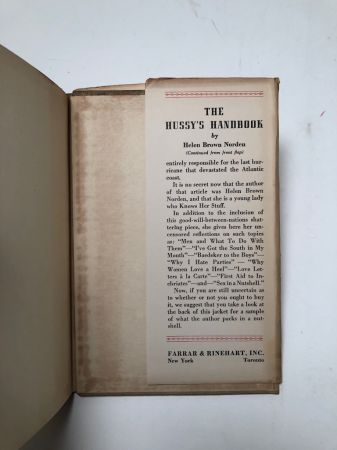 THE
HUSSY'S HANDBOOK
by
Helen Brown Norden
(Continued from front flap)
entirely responsible for the last hur-
ricane that devastated the Atlantic
coast.
It is no secret now that the author
of that article was Helen Brown
Norden, and that she is a young lady
who Knows Her Stuff.
In addition to the inclusion of
this good-will-between-nations shat-
tering piece, she gives here her un-
censored reflections on such topics
as: "Men and What To Do With
Them"—"I've Got the South in My
Mouth"—"Baedeker to the Boys"—
"Why I Hate Parties" — "Why
Women Love a Heel"—"Love Let-
ters à la Carte"—"First Aid to In-
ebriates"—and—"Sex in a Nutshell."
Now, if you are still uncertain as
to whether or not you ought to buy
it, we suggest that you take a look at
the back of this jacket for a sample
of what the author packs in a nut-
shell.
FARRAR & RINEHART, INC.
New York Toronto